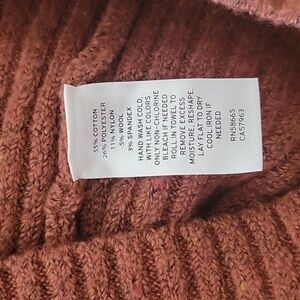 55% COTTON
26% POLYESTER
11% NYLON
5% WOOL
3% SPANDEX
HAND WASH COLD,
WITH LIKE COLORS
ONLY NON-CHLORINE
BLEACH IF NEEDED
ROLL IN TOWEL TO
REMOVE EXCESS
MOISTURE, RESHAPE,
LAY FLAT TO DRY
COOL IRON IF
NEEDED
RN58665
CA57963